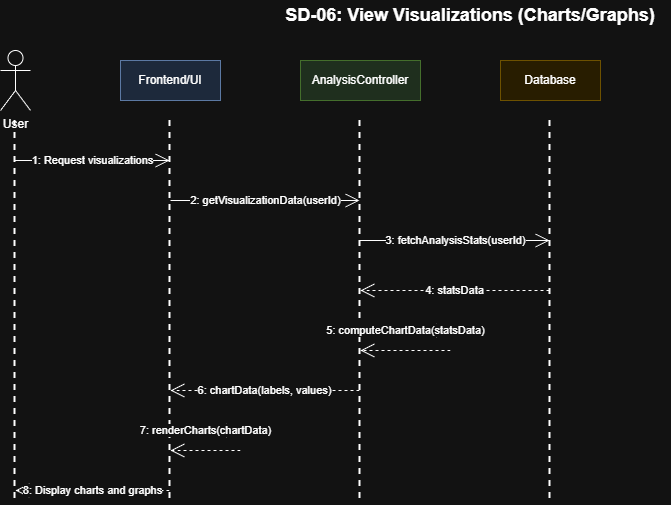 SD-06: View Visualizations (Charts/Graphs)
Frontend/UI
AnalysisController
Database
User
1: Request visualizations
2: getVisualizationData(userId)
3: fetchAnalysisStats(userId)
4: statsData
5: computeChartData(statsData)
6: chartData(labels, values)
7: renderCharts(chartData)
8: Display charts and graphs